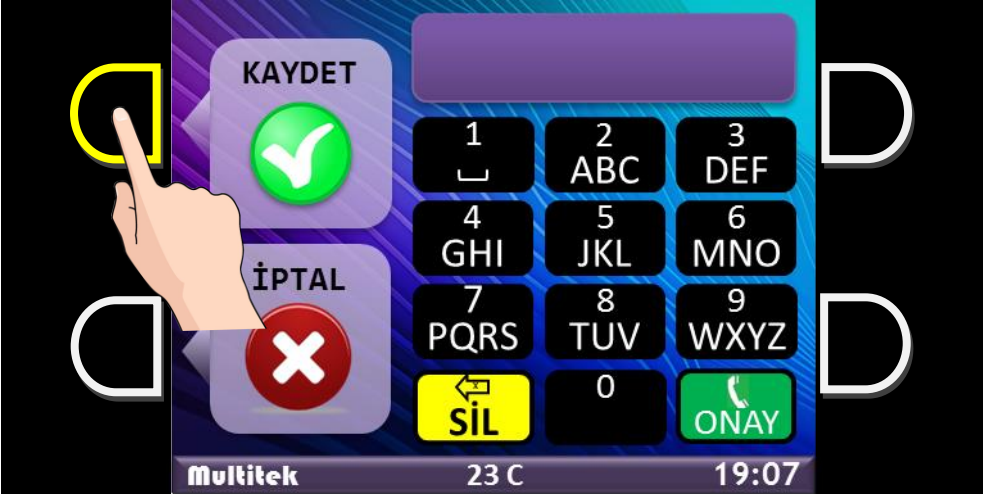 KAYDET
İPTAL
1
2
ABC
3
DEF
4
GHI
5
JKL
6
MNO
7
PQRS
8
TUV
9
WXYZ
x
SİL
0
ONAY
Multitek
23 C
19:07